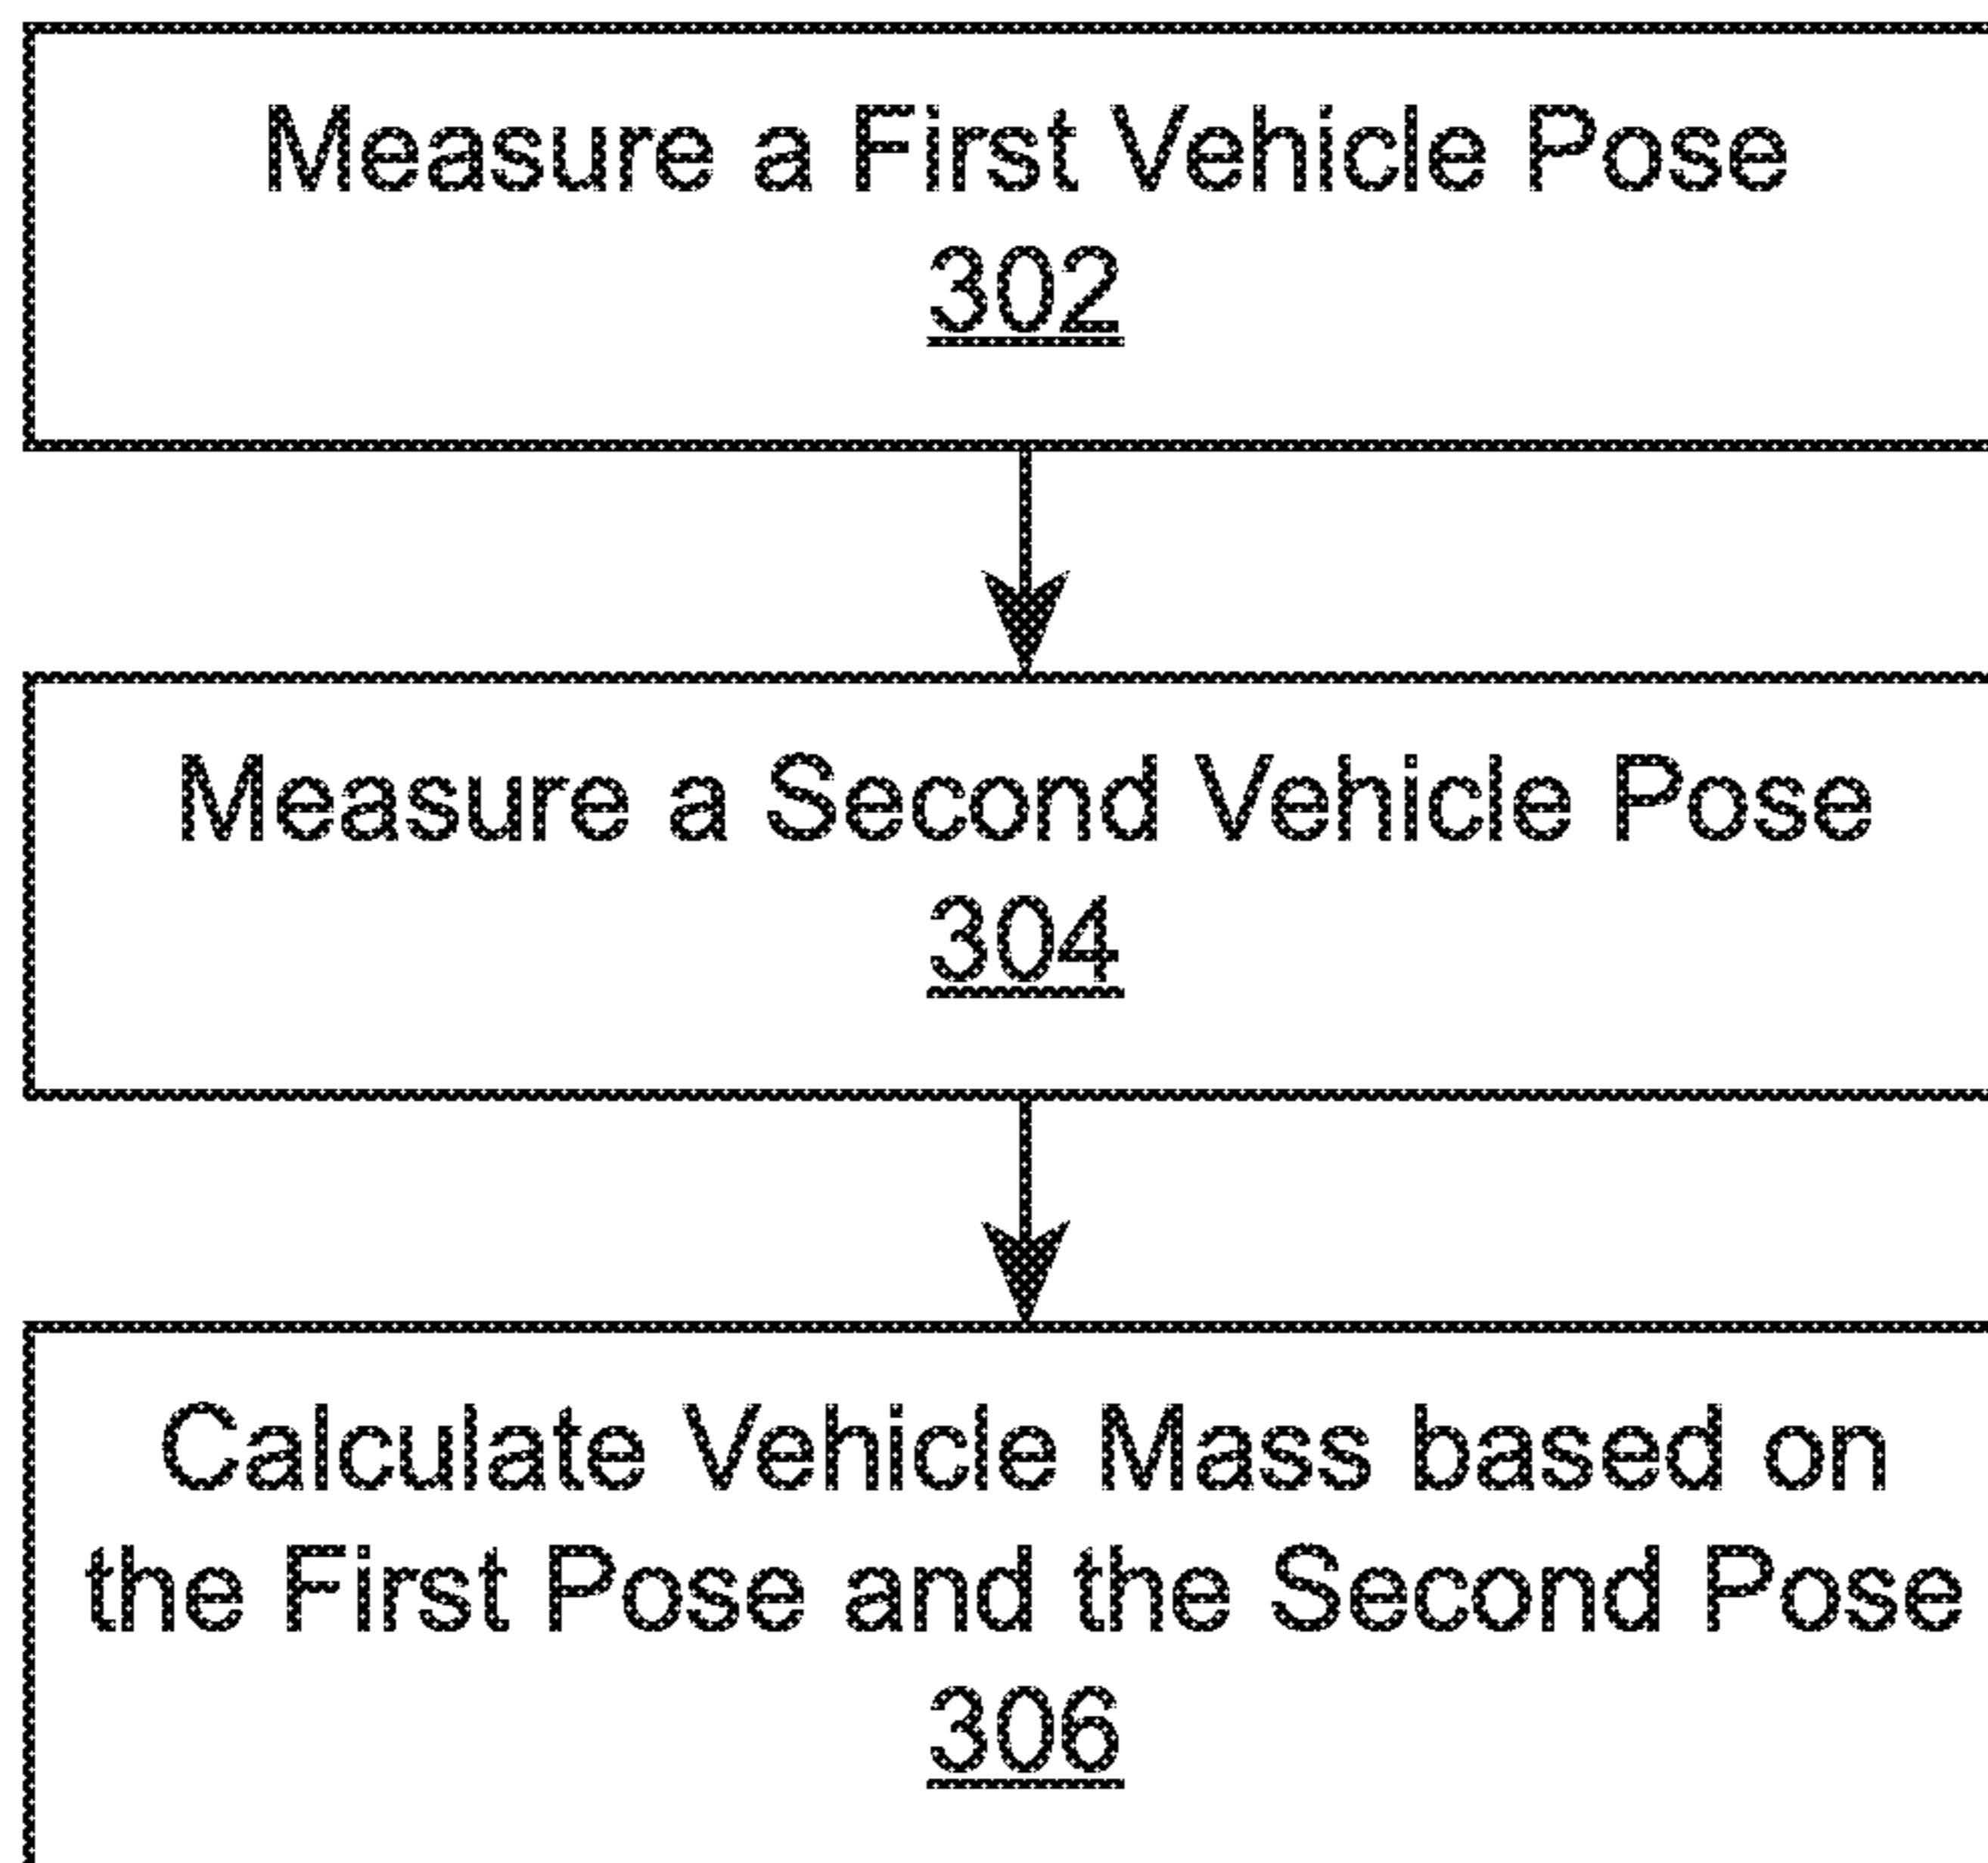 Measure a First Vehicle Pose
302
Measure a Second Vehicle Pose
304
Calculate Vehicle Mass based on
the First Pose and the Second Pose
306